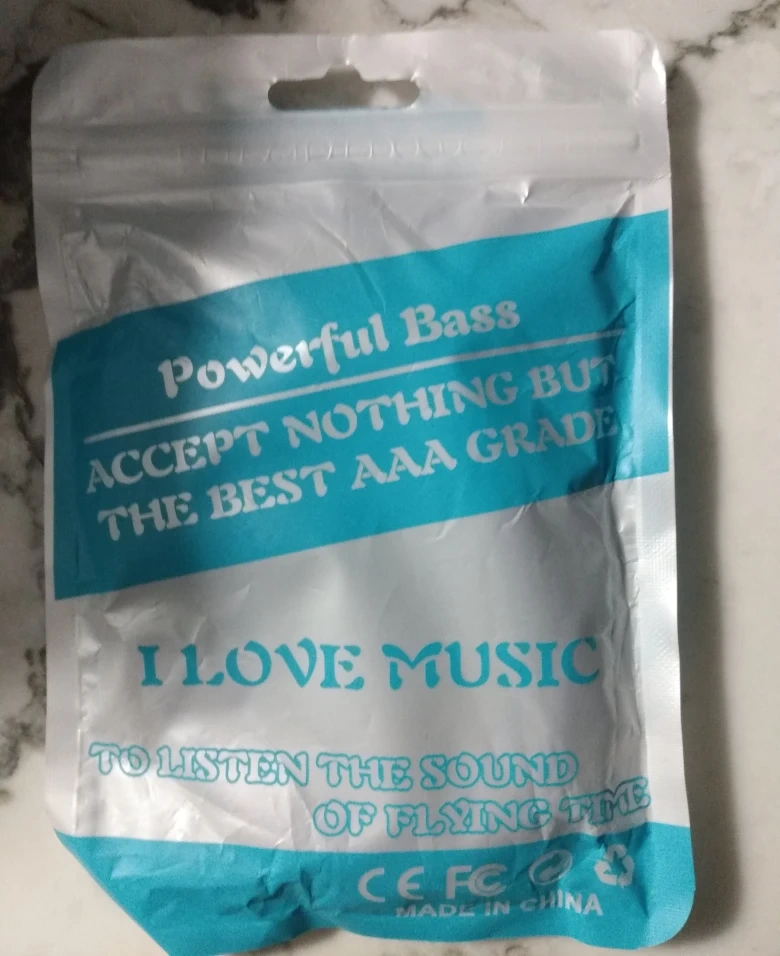 Powerful Bass
ACCEPT NOTHING BUT
THE BEST AAA GRADE
I LOVE MUSIC
TO LISTEN THE SOUND
OF FLYING TIME
CE FC
MADE IN CHINA